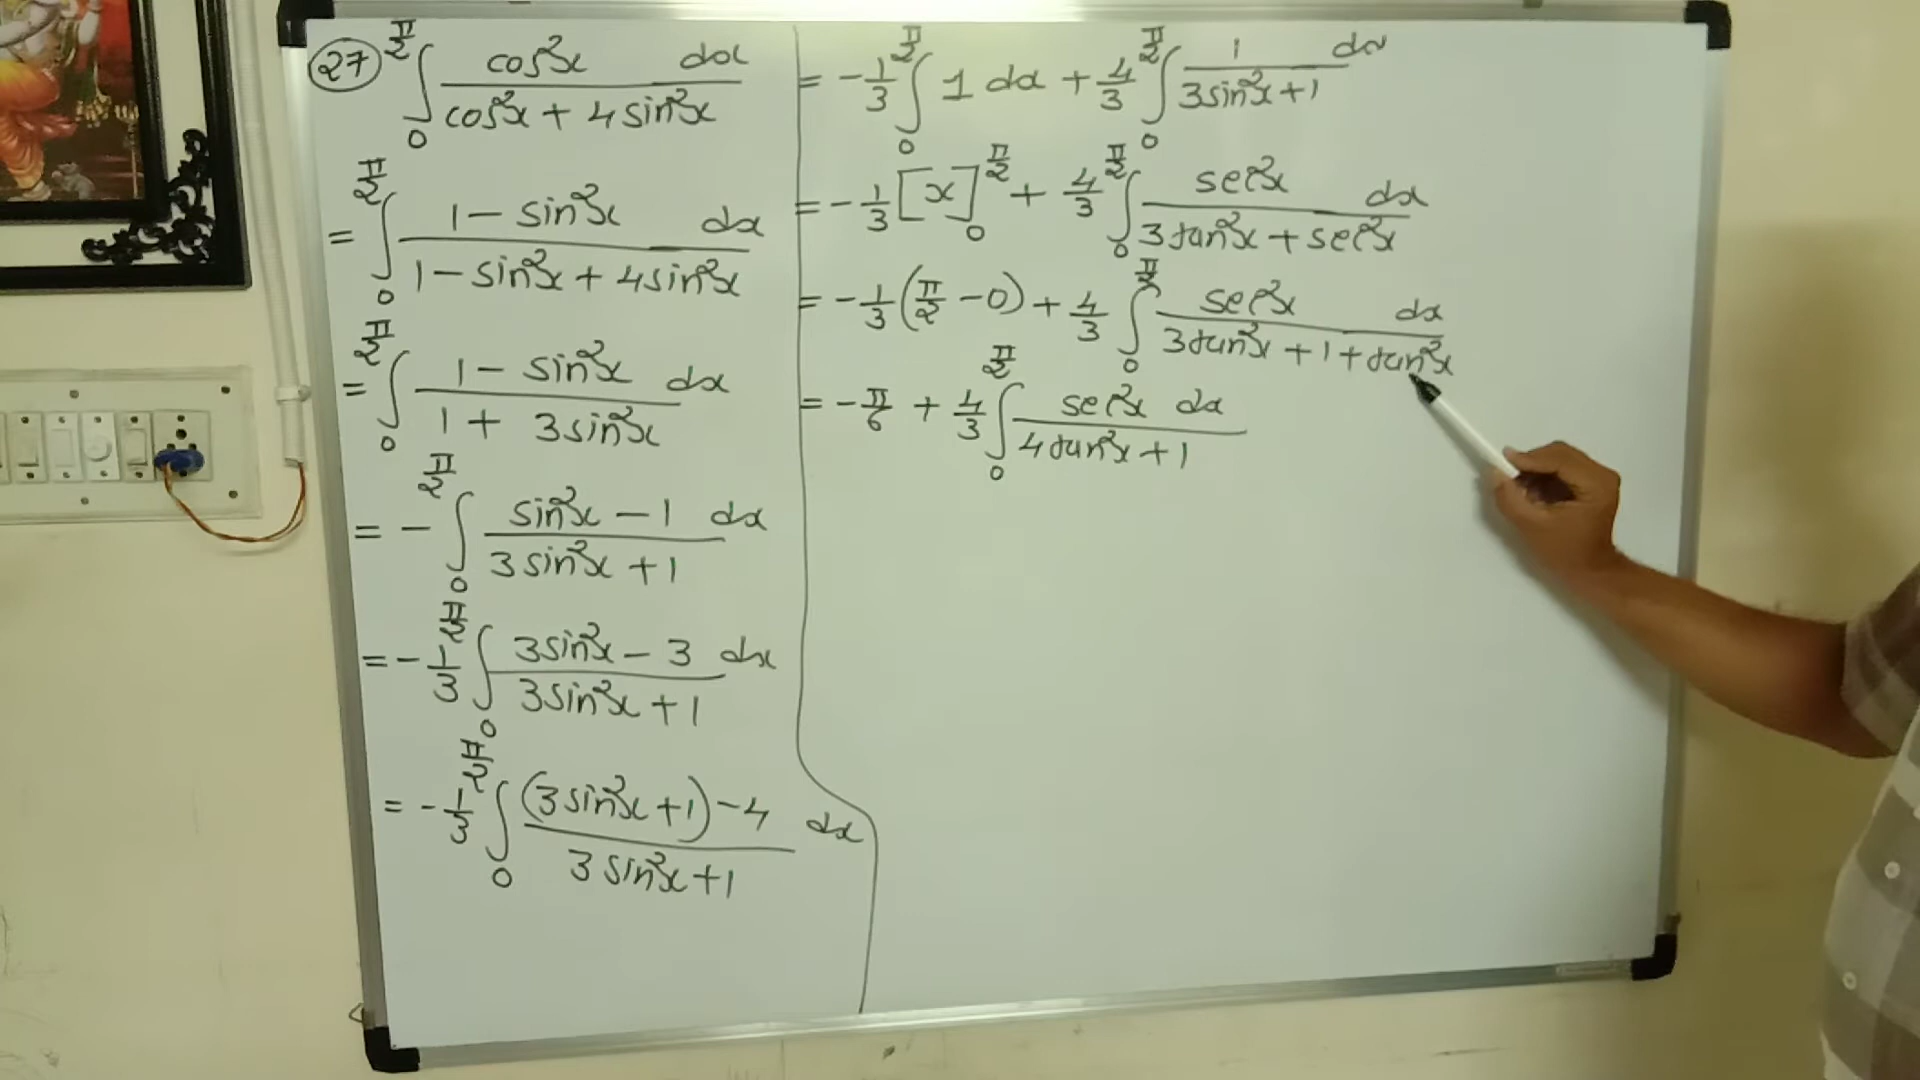 27 ∫₀^(π/2) cos²x / (cos²x + 4sin²x) dx
= ∫₀^(π/2) (1 − sin²x) / (1 − sin²x + 4sin²x) dx
= ∫₀^(π/2) (1 − sin²x) / (1 + 3sin²x) dx
= − ∫₀^(π/2) (sin²x − 1) / (3sin²x + 1) dx
= − 1/3 ∫₀^(π/2) (3sin²x − 3) / (3sin²x + 1) dx
= − 1/3 ∫₀^(π/2) ((3sin²x + 1) − 4) / (3sin²x + 1) dx
= − 1/3 ∫₀^(π/2) 1 dx + 4/3 ∫₀^(π/2) 1 / (3sin²x + 1) dx
= − 1/3 [x]₀^(π/2) + 4/3 ∫₀^(π/2) sec²x / (3tan²x + sec²x) dx
= − 1/3 (π/2 − 0) + 4/3 ∫₀^(π/2) sec²x / (3tan²x + 1 + tan²x) dx
= − π/6 + 4/3 ∫₀^(π/2) sec²x dx / (4tan²x + 1)